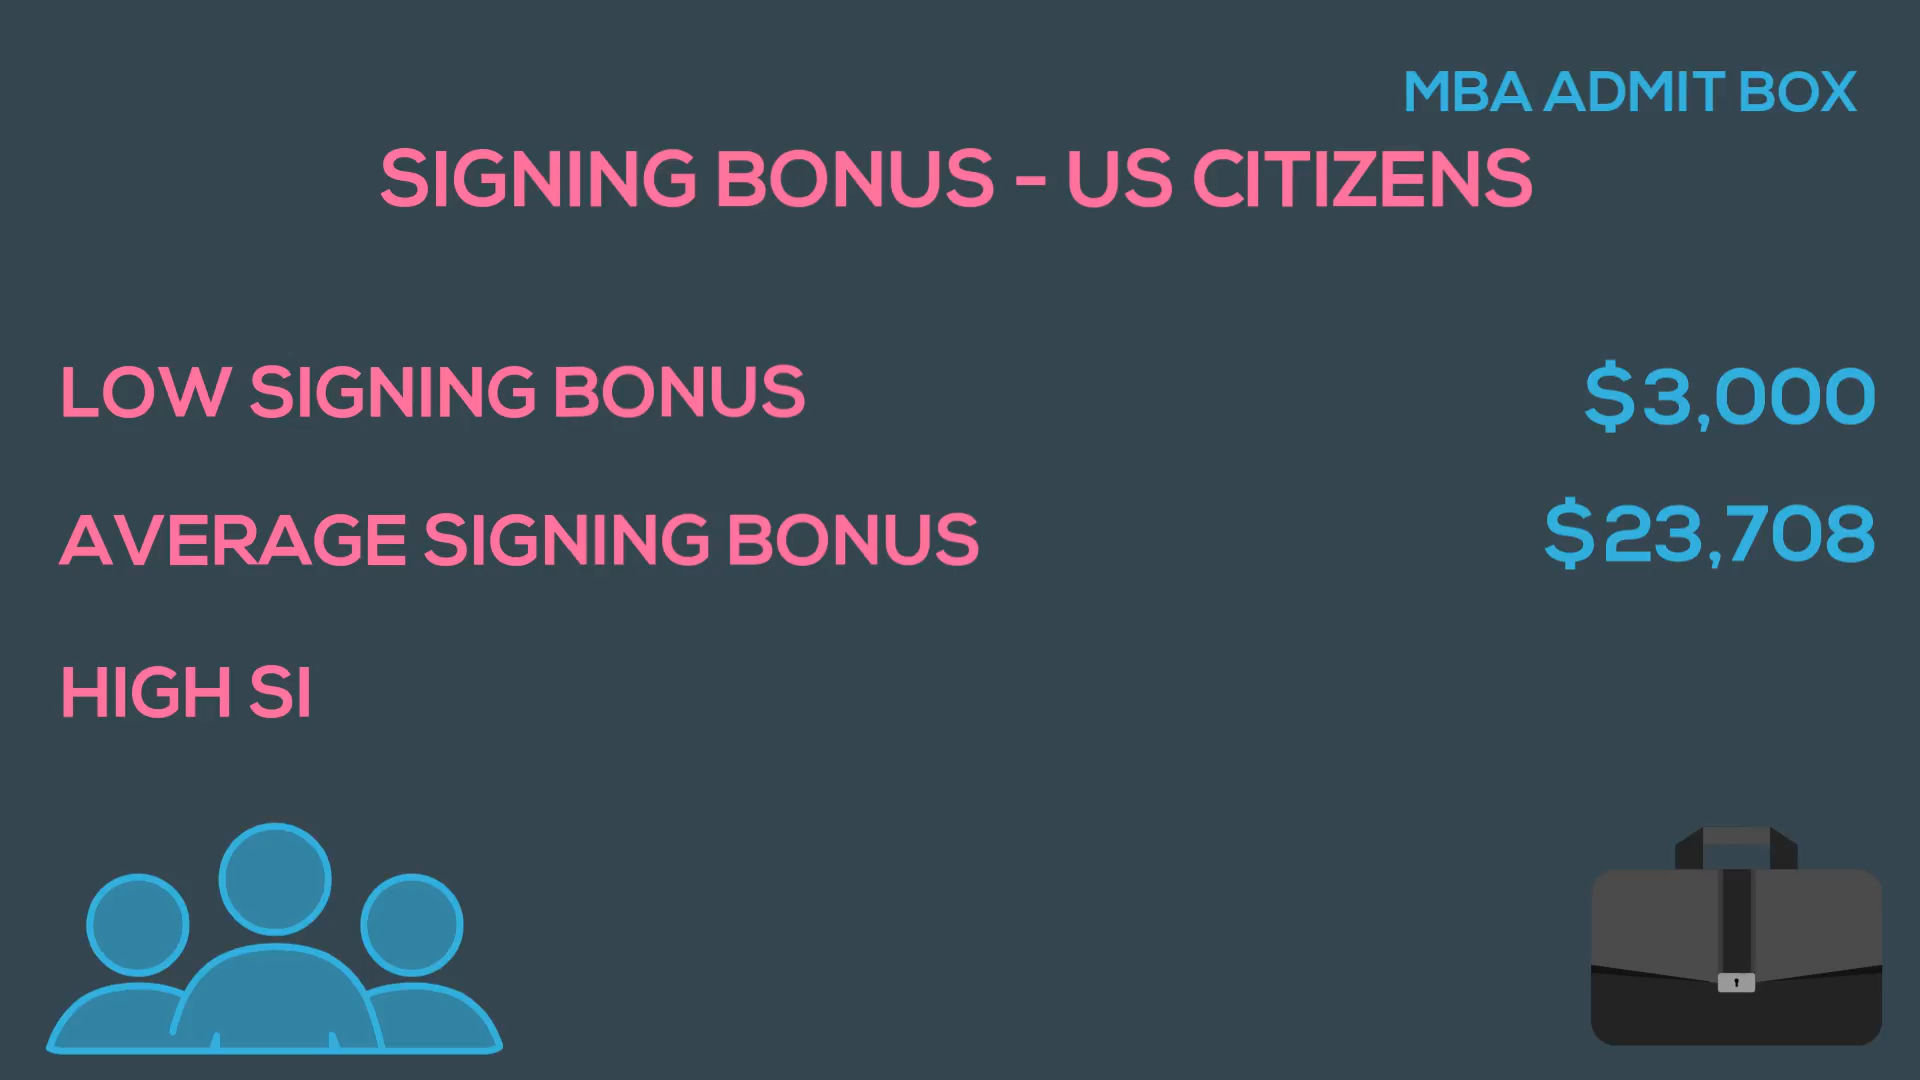 MBA ADMIT BOX
SIGNING BONUS - US CITIZENS
LOW SIGNING BONUS $3,000
AVERAGE SIGNING BONUS $23,708
HIGH SI